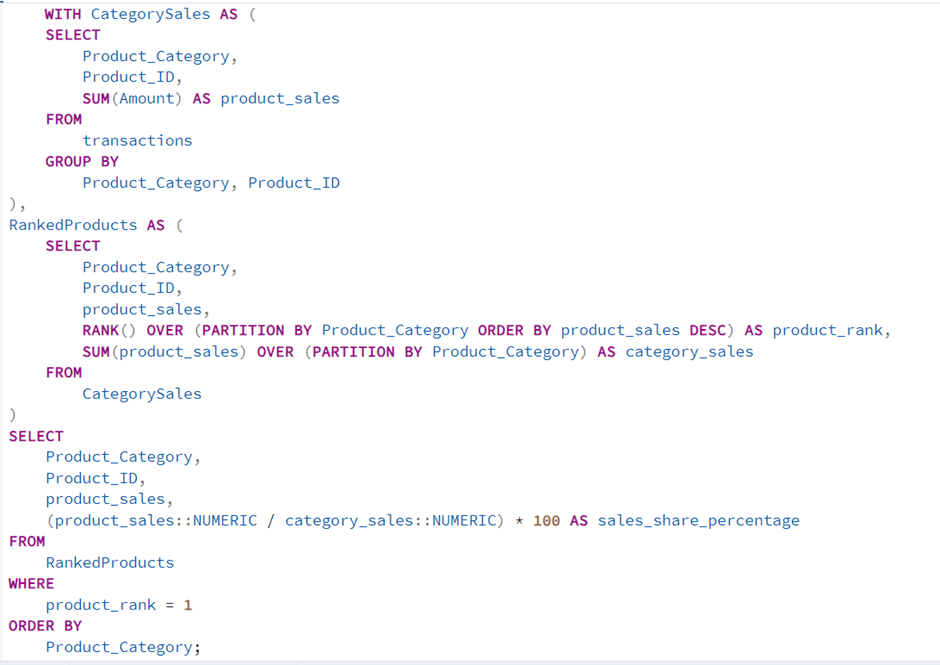 WITH CategorySales AS (
SELECT
Product_Category,
Product_ID,
SUM(Amount) AS product_sales
FROM
transactions
GROUP BY
Product_Category, Product_ID
),
RankedProducts AS (
SELECT
Product_Category,
Product_ID,
product_sales,
RANK() OVER (PARTITION BY Product_Category ORDER BY product_sales DESC) AS product_rank,
SUM(product_sales) OVER (PARTITION BY Product_Category) AS category_sales
FROM
CategorySales
)
SELECT
Product_Category,
Product_ID,
product_sales,
(product_sales::NUMERIC / category_sales::NUMERIC) * 100 AS sales_share_percentage
FROM
RankedProducts
WHERE
product_rank = 1
ORDER BY
Product_Category;